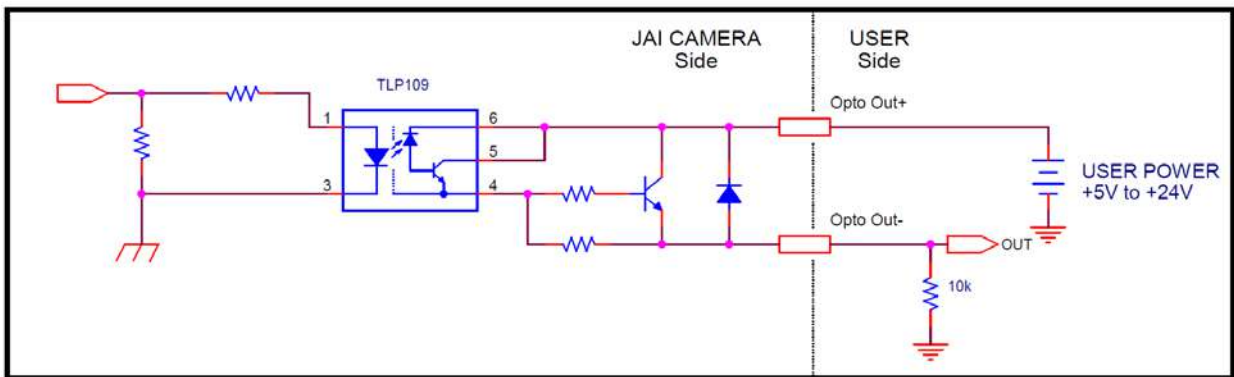 JAI CAMERA
Side
USER
Side
TLP109
Opto Out+
1
6
5
3
4
USER POWER
+5V to +24V
Opto Out-
OUT
10k